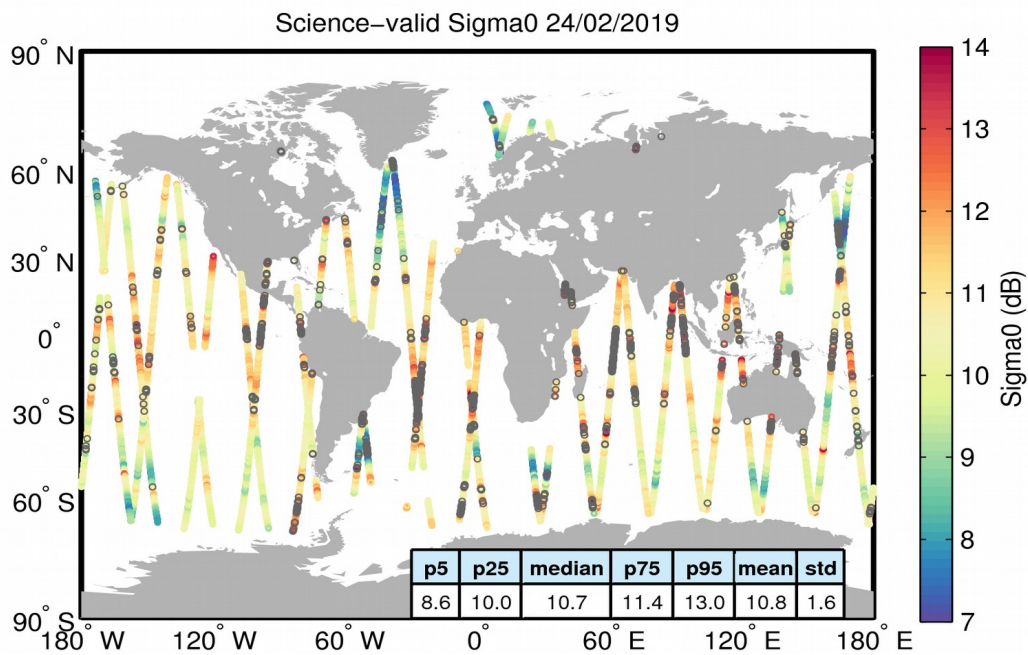 Science−valid Sigma0 24/02/2019
90° N
60° N
30° N
0°
30° S
60° S
90° S
180° W
120° W
60° W
0°
60° E
120° E
180° E
14
13
12
11
10
9
8
7
Sigma0 (dB)
p5 p25 median p75 p95 mean std
8.6 10.0 10.7 11.4 13.0 10.8 1.6